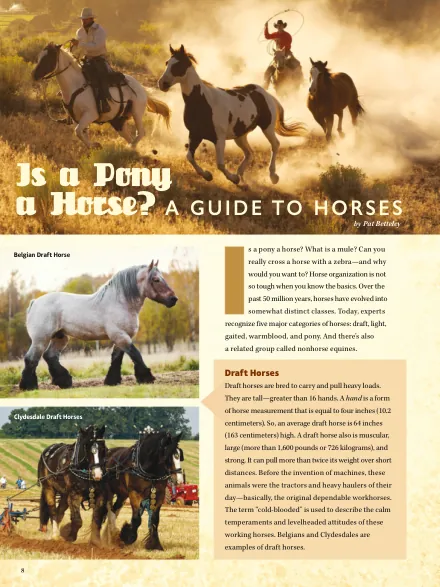 Is a Pony
a Horse? A GUIDE TO HORSES
by Pat Betteley
Belgian Draft Horse
Is a pony a horse? What is a mule? Can you
really cross a horse with a zebra—and why
would you want to? Horse organization is not
so tough when you know the basics. Over the
past 50 million years, horses have evolved into
somewhat distinct classes. Today, experts
recognize five major categories of horses: draft, light,
gaited, warmblood, and pony. And there's also
a related group called nonhorse equines.
Clydesdale Draft Horses
Draft Horses
Draft horses are bred to carry and pull heavy loads.
They are tall—greater than 16 hands. A hand is a form
of horse measurement that is equal to four inches (10.2
centimeters). So, an average draft horse is 64 inches
(163 centimeters) high. A draft horse also is muscular,
large (more than 1,600 pounds or 726 kilograms), and
strong. It can pull more than twice its weight over short
distances. Before the invention of machines, these
animals were the tractors and heavy haulers of their
day—basically, the original dependable workhorses.
The term "cold-blooded" is used to describe the calm
temperaments and levelheaded attitudes of these
working horses. Belgians and Clydesdales are
examples of draft horses.
8